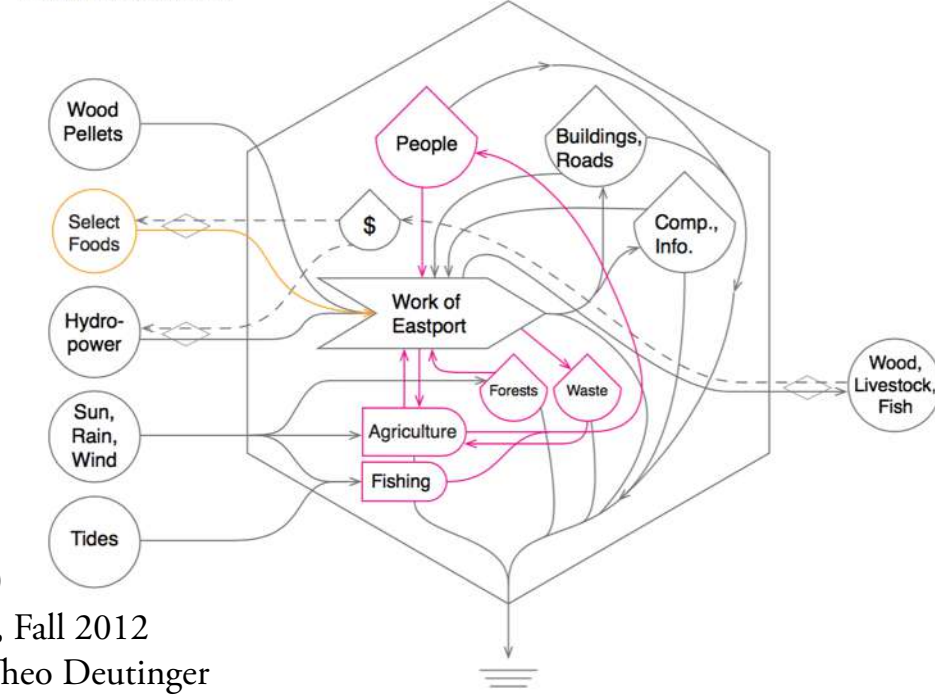 Wood
Pellets
Select
Foods
Hydro-
power
Sun,
Rain,
Wind
Tides
People
$
Buildings,
Roads
Comp.,
Info.
Work of
Eastport
Forests
Waste
Agriculture
Fishing
Wood,
Livestock,
Fish
, Fall 2012
heo Deutinger